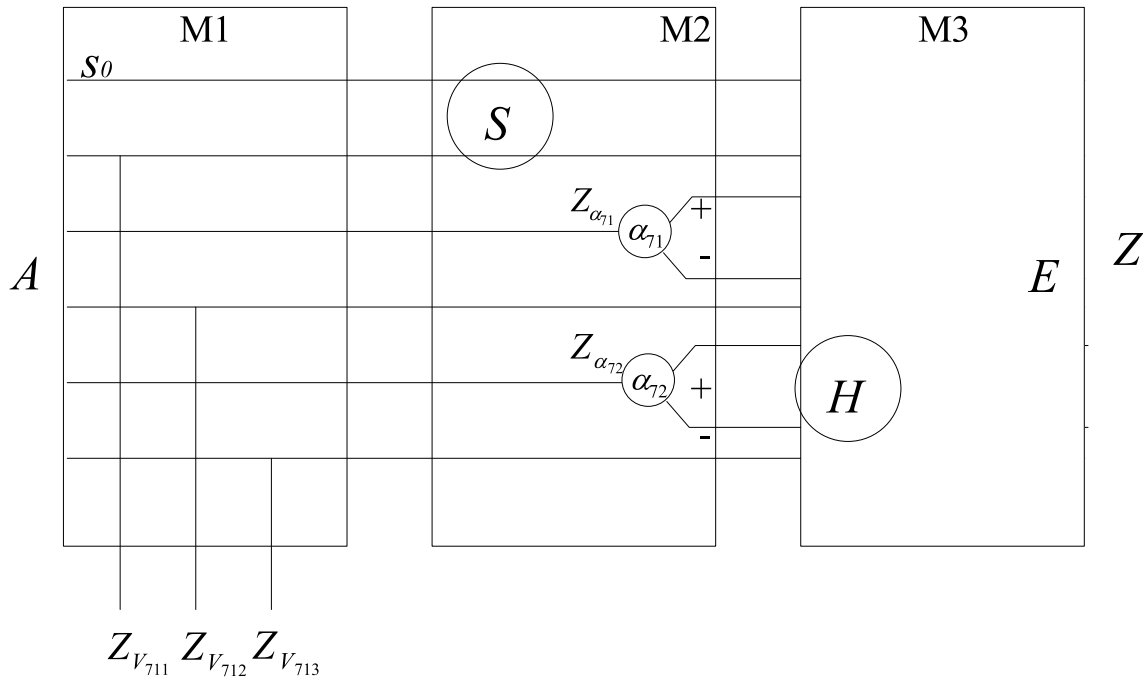 M1 M2 M3
s0
S
Zα71 α71 +
-
A E Z
Zα72 α72 +
-
H
ZV711 ZV712 ZV713